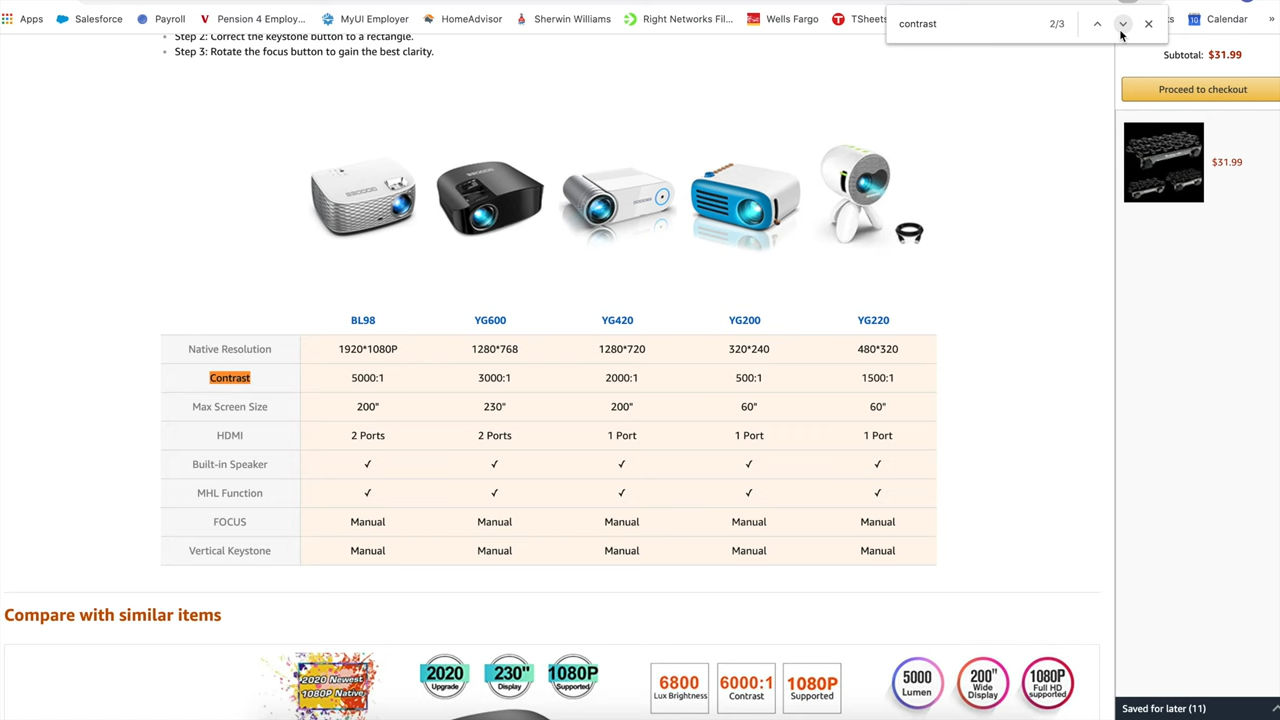 Apps Salesforce Payroll Pension 4 Employ... MyUI Employer HomeAdvisor Sherwin Williams Right Networks Fil... Wells Fargo TSheets ks 10 Calendar »
contrast 2/3
Step 2: Correct the keystone button to a rectangle.
Step 3: Rotate the focus button to gain the best clarity.
Subtotal: $31.99
Proceed to checkout
$31.99
BL98 YG600 YG420 YG200 YG220
Native Resolution 1920*1080P 1280*768 1280*720 320*240 480*320
Contrast 5000:1 3000:1 2000:1 500:1 1500:1
Max Screen Size 200" 230" 200" 60" 60"
HDMI 2 Ports 2 Ports 1 Port 1 Port 1 Port
Built-in Speaker ✓ ✓ ✓ ✓ ✓
MHL Function ✓ ✓ ✓ ✓ ✓
FOCUS Manual Manual Manual Manual Manual
Vertical Keystone Manual Manual Manual Manual Manual
Compare with similar items
2020 Newest
1080P Native
2020
Upgrade
230"
Display
1080P
Supported
6800
Lux Brightness
6000:1
Contrast
1080P
Supported
5000
Lumen
200"
Wide
Display
1080P
Full HD
supported
Saved for later (11)